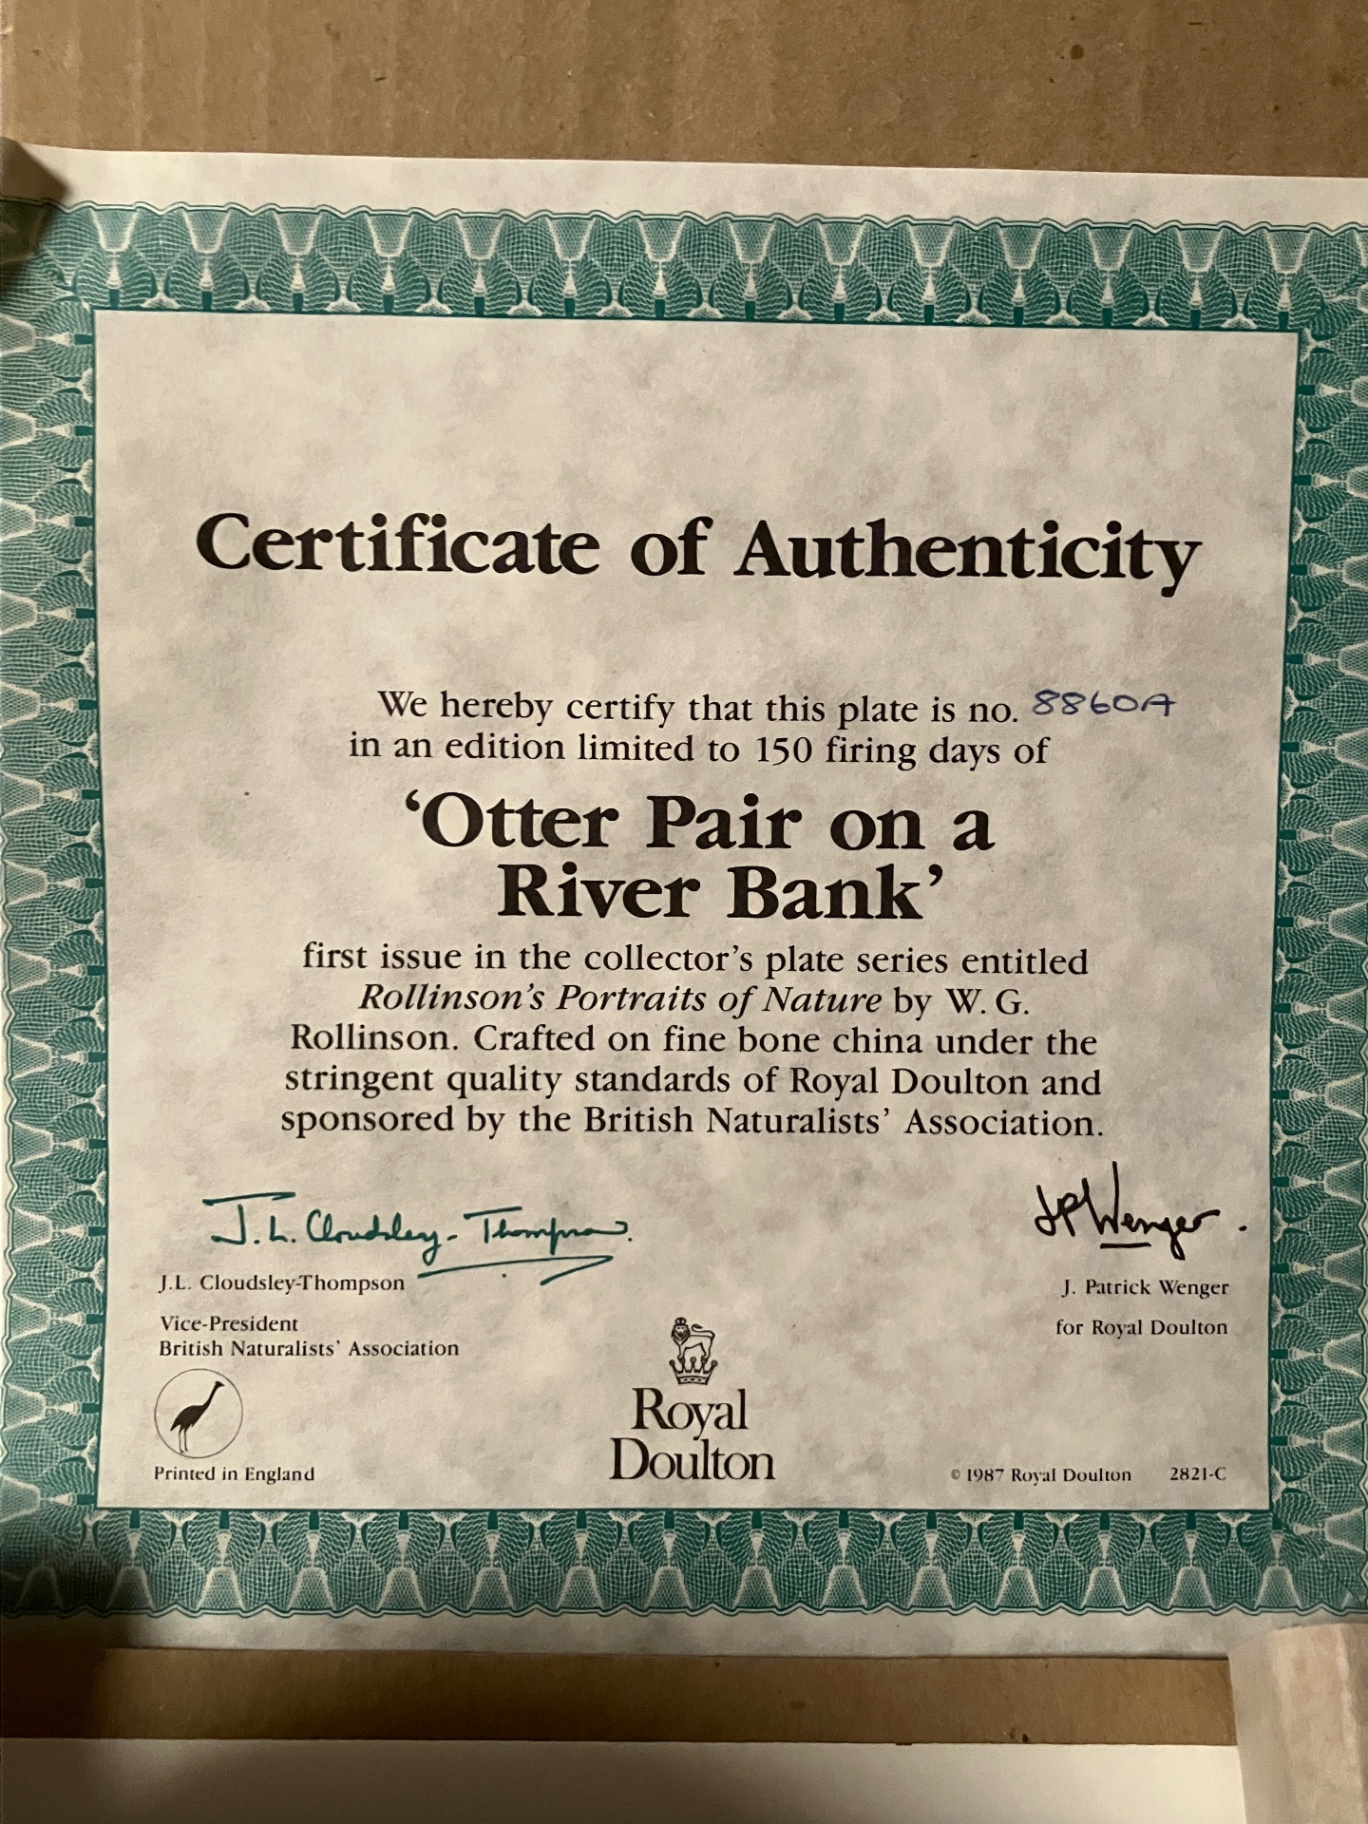 Certificate of Authenticity
We hereby certify that this plate is no. 8860A
in an edition limited to 150 firing days of
‘Otter Pair on a
River Bank’
first issue in the collector’s plate series entitled
Rollinson’s Portraits of Nature by W. G.
Rollinson. Crafted on fine bone china under the
stringent quality standards of Royal Doulton and
sponsored by the British Naturalists’ Association.
J. L. Cloudsley-Thompson.
JPWenger.
J.L. Cloudsley-Thompson
J. Patrick Wenger
Vice-President
for Royal Doulton
British Naturalists’ Association
Royal
Doulton
Printed in England
© 1987 Royal Doulton 2821-C